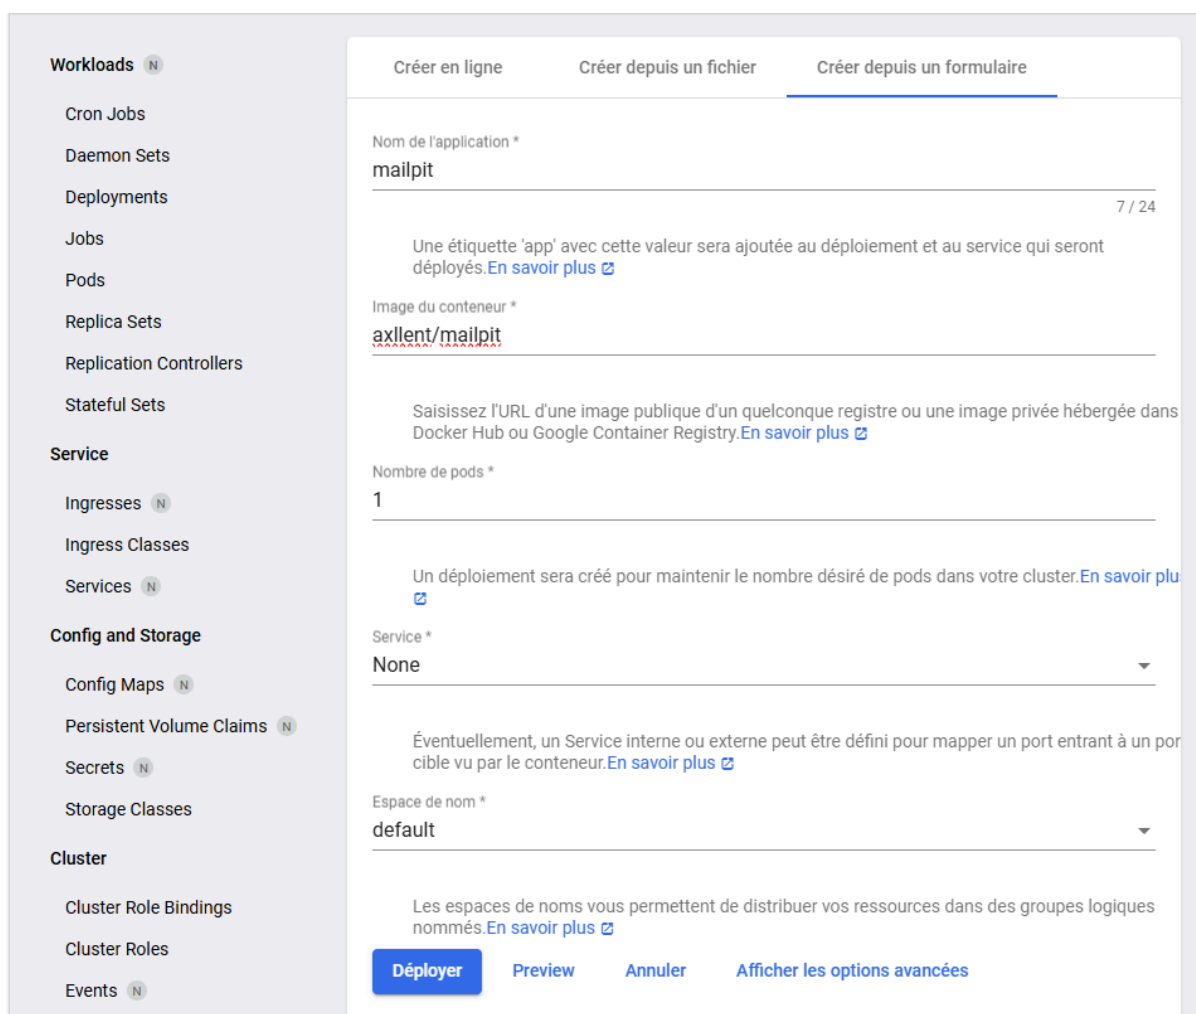 Workloads N
Cron Jobs
Daemon Sets
Deployments
Jobs
Pods
Replica Sets
Replication Controllers
Stateful Sets
Service
Ingresses N
Ingress Classes
Services N
Config and Storage
Config Maps N
Persistent Volume Claims N
Secrets N
Storage Classes
Cluster
Cluster Role Bindings
Cluster Roles
Events N
Créer en ligne
Créer depuis un fichier
Créer depuis un formulaire
Nom de l'application *
mailpit
7 / 24
Une étiquette 'app' avec cette valeur sera ajoutée au déploiement et au service qui seront
déployés.En savoir plus
Image du conteneur *
axllent/mailpit
Saisissez l'URL d'une image publique d'un quelconque registre ou une image privée hébergée dans
Docker Hub ou Google Container Registry.En savoir plus
Nombre de pods *
1
Un déploiement sera créé pour maintenir le nombre désiré de pods dans votre cluster.En savoir plu
Service *
None
Éventuellement, un Service interne ou externe peut être défini pour mapper un port entrant à un por
cible vu par le conteneur.En savoir plus
Espace de nom *
default
Les espaces de noms vous permettent de distribuer vos ressources dans des groupes logiques
nommés.En savoir plus
Déployer
Preview
Annuler
Afficher les options avancées